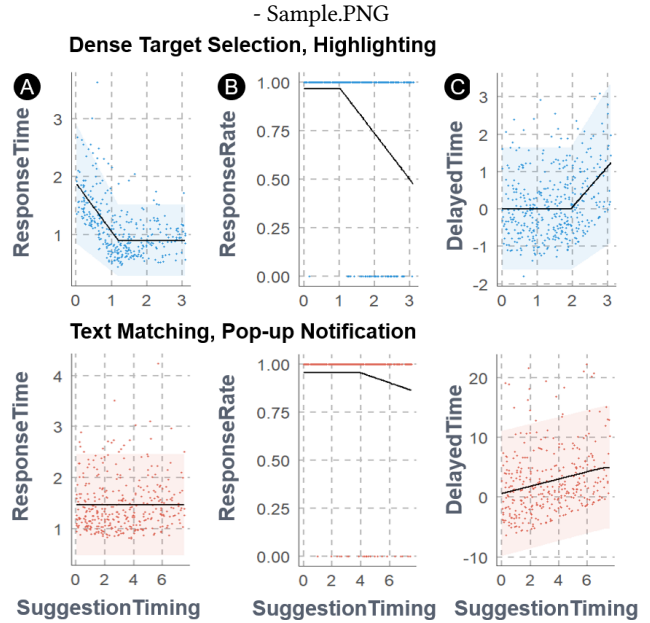 - Sample.PNG
Dense Target Selection, Highlighting
A
B
C
ResponseTime
3
2
1
0 1 2 3
ResponseRate
1.00
0.75
0.50
0.25
0.00
0 1 2 3
DelayedTime
3
2
1
0
-1
-2
0 1 2 3
Text Matching, Pop-up Notification
ResponseTime
4
3
2
1
0 2 4 6
SuggestionTiming
ResponseRate
1.00
0.75
0.50
0.25
0.00
0 2 4 6
SuggestionTiming
DelayedTime
20
10
0
-10
0 2 4 6
SuggestionTiming